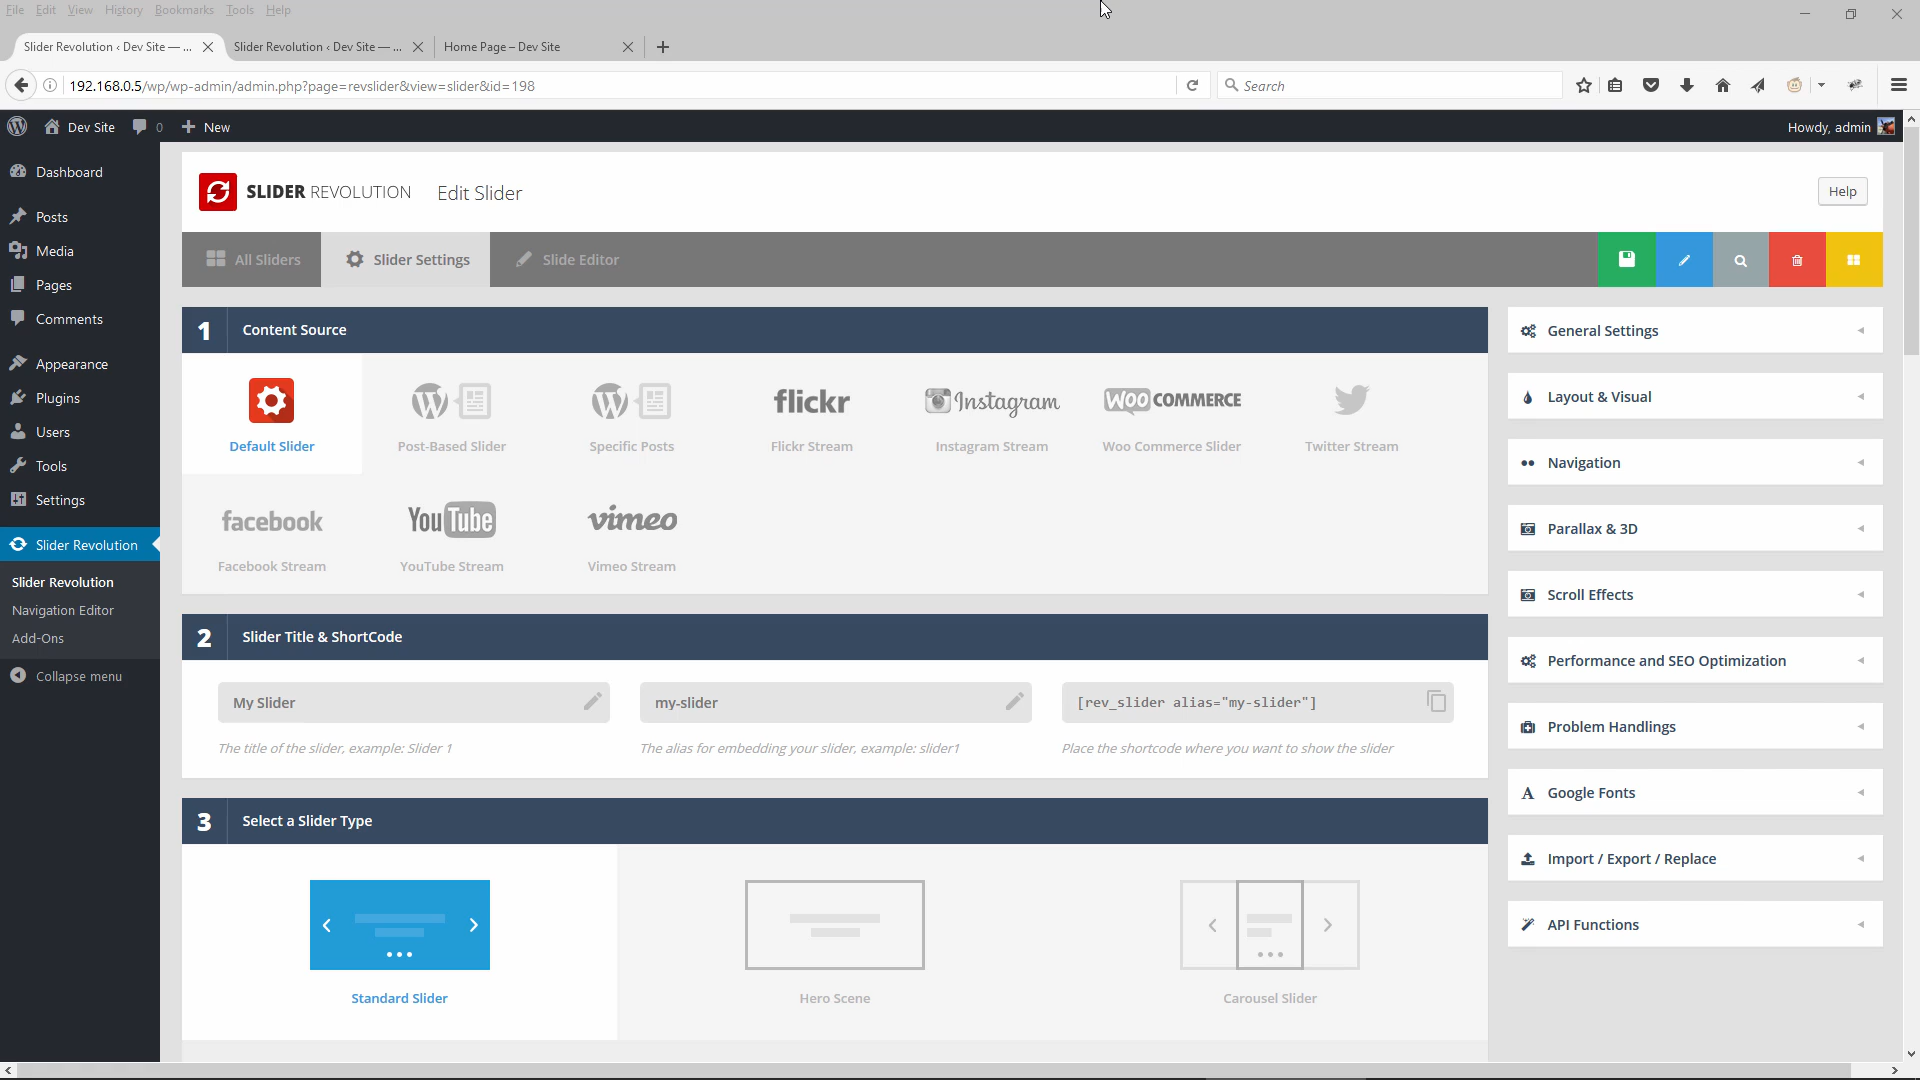 File Edit View History Bookmarks Tools Help
Slider Revolution ‹ Dev Site — ...
Slider Revolution ‹ Dev Site — ...
Home Page – Dev Site
192.168.0.5/wp/wp-admin/admin.php?page=revslider&view=slider&id=198
Search
Dev Site 0 New
Howdy, admin
Dashboard
Posts
Media
Pages
Comments
Appearance
Plugins
Users
Tools
Settings
Slider Revolution
Slider Revolution
Navigation Editor
Add-Ons
Collapse menu
SLIDER REVOLUTION Edit Slider
Help
All Sliders Slider Settings Slide Editor
1 Content Source
flickr Instagram WOO COMMERCE
Default Slider Post-Based Slider Specific Posts Flickr Stream Instagram Stream Woo Commerce Slider Twitter Stream
facebook YouTube vimeo
Facebook Stream YouTube Stream Vimeo Stream
2 Slider Title & ShortCode
My Slider my-slider [rev_slider alias="my-slider"]
The title of the slider, example: Slider 1 The alias for embedding your slider, example: slider1 Place the shortcode where you want to show the slider
3 Select a Slider Type
Standard Slider Hero Scene Carousel Slider
General Settings
Layout & Visual
Navigation
Parallax & 3D
Scroll Effects
Performance and SEO Optimization
Problem Handlings
Google Fonts
Import / Export / Replace
API Functions